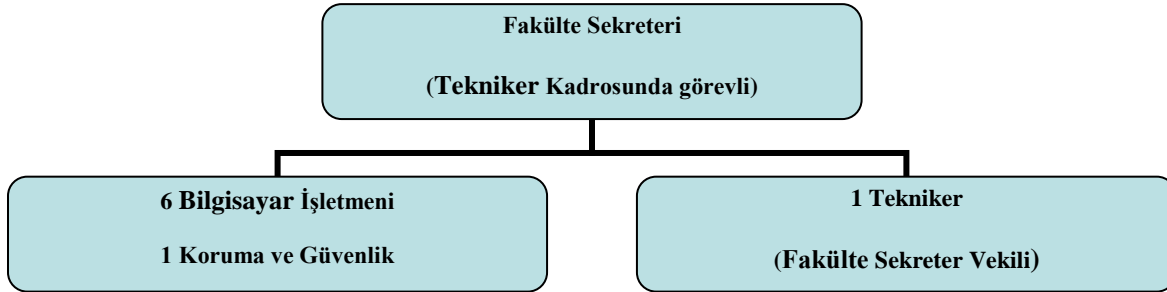 Fakülte Sekreteri
(Tekniker Kadrosunda görevli)
6 Bilgisayar İşletmeni
1 Koruma ve Güvenlik
1 Tekniker
(Fakülte Sekreter Vekili)